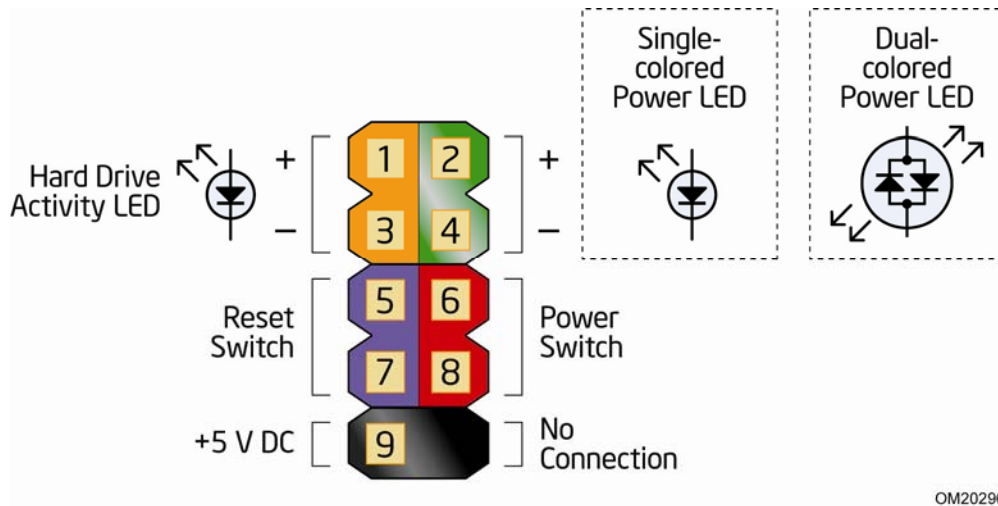 Single-
colored
Power LED
Dual-
colored
Power LED
Hard Drive
Activity LED
+
1
2
+
−
3
4
−
Reset
Switch
5
6
7
8
Power
Switch
+5 V DC
9
No
Connection